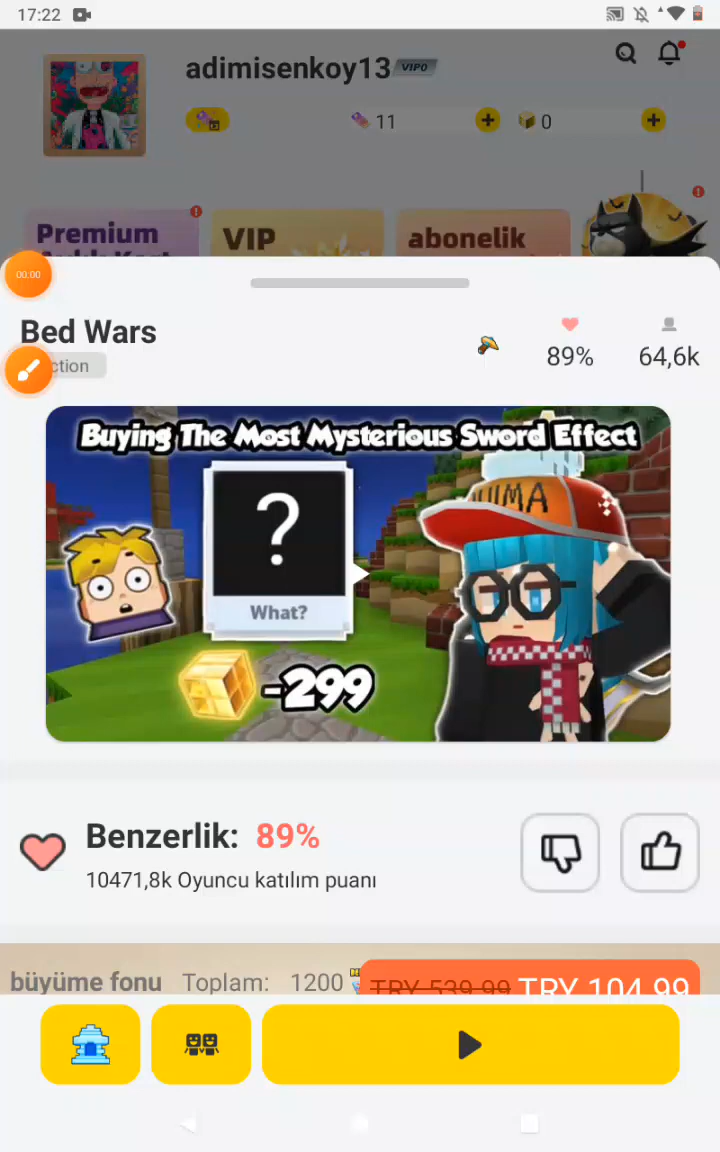 17:22
adimisenkoy13 VIP0
11
0
Premium
VIP
abonelik
00:00
Bed Wars
ction
89%
64,6k
Buying The Most Mysterious Sword Effect
UIMA
?
What?
-299
Benzerlik: 89%
10471,8k Oyuncu katılım puanı
büyüme fonu Toplam: 1200
TRY 539.99 TRY 104.99